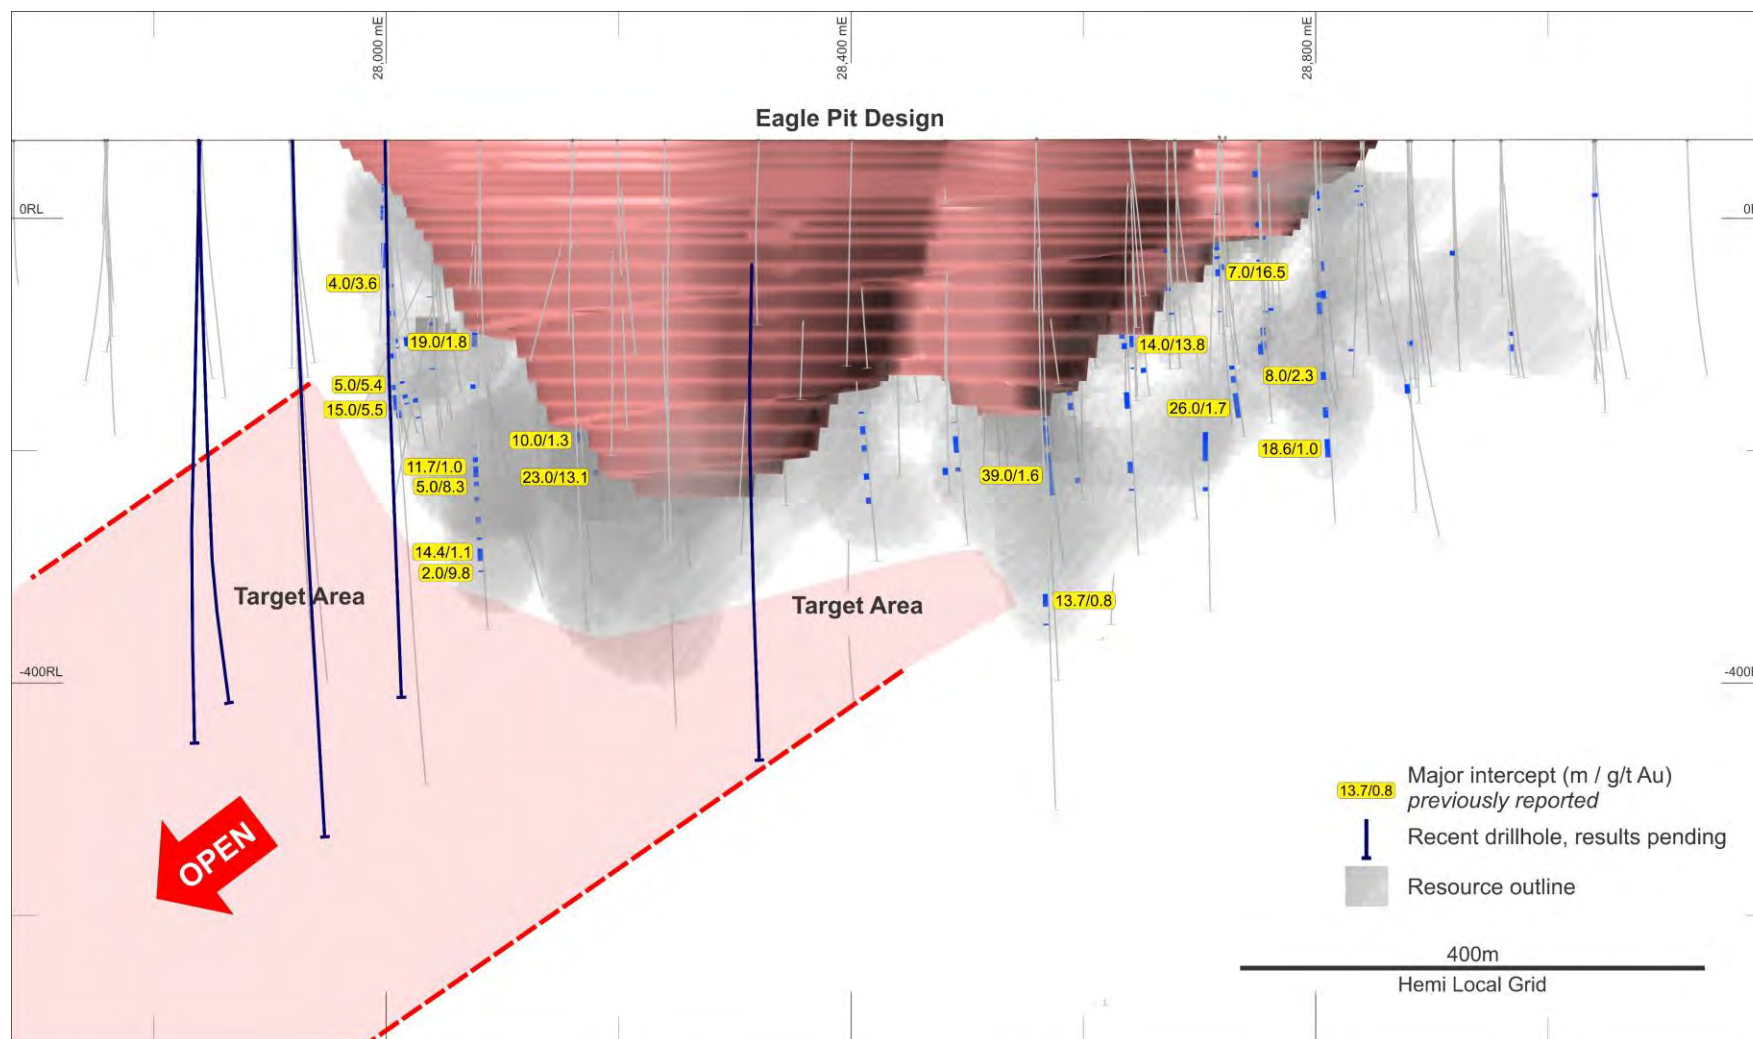 28,000 mE
28,400 mE
28,800 mE
Eagle Pit Design
0RL
0R
4.0/3.6
7.0/16.5
19.0/1.8
14.0/13.8
5.0/5.4
8.0/2.3
15.0/5.5
26.0/1.7
10.0/1.3
18.6/1.0
11.7/1.0
23.0/13.1
39.0/1.6
5.0/8.3
14.4/1.1
2.0/9.8
Target Area
Target Area
13.7/0.8
-400RL
-400R
OPEN
13.7/0.8
Major intercept (m / g/t Au)
previously reported
Recent drillhole, results pending
Resource outline
400m
Hemi Local Grid